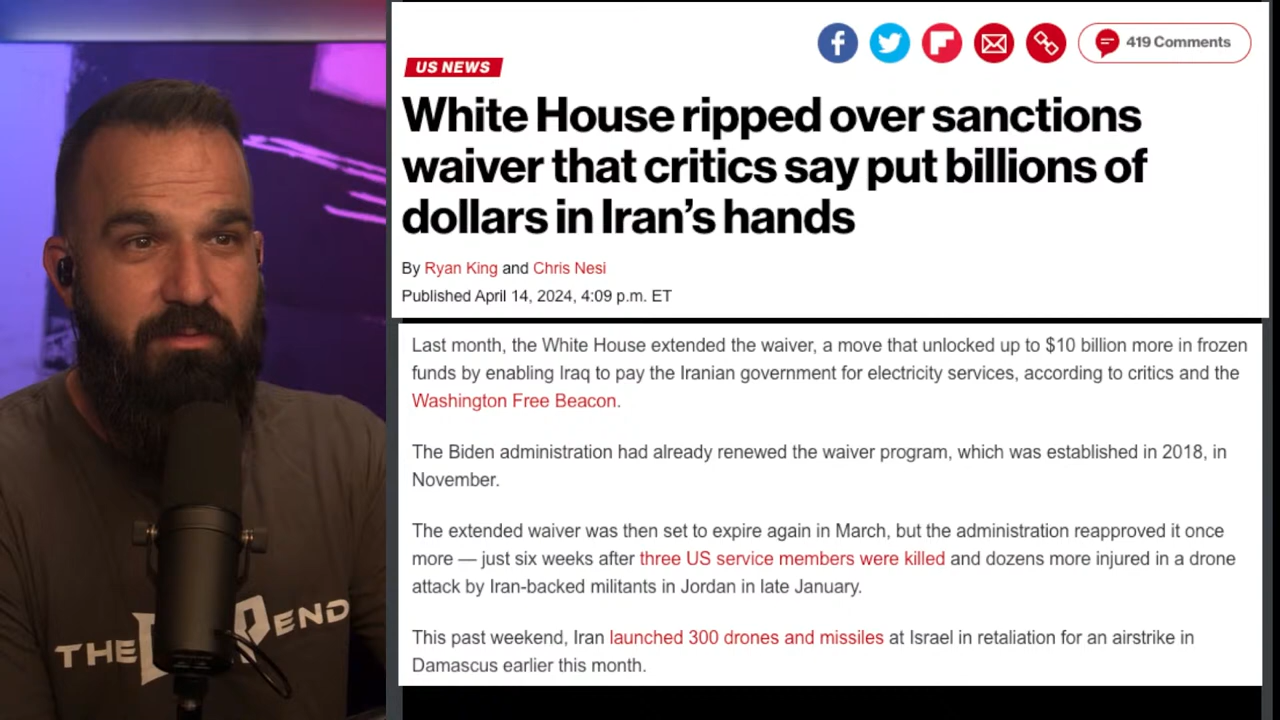 419 Comments
US NEWS
White House ripped over sanctions
waiver that critics say put billions of
dollars in Iran's hands
By Ryan King and Chris Nesi
Published April 14, 2024, 4:09 p.m. ET
Last month, the White House extended the waiver, a move that unlocked up to $10 billion more in frozen
funds by enabling Iraq to pay the Iranian government for electricity services, according to critics and the
Washington Free Beacon.
The Biden administration had already renewed the waiver program, which was established in 2018, in
November.
The extended waiver was then set to expire again in March, but the administration reapproved it once
more — just six weeks after three US service members were killed and dozens more injured in a drone
attack by Iran-backed militants in Jordan in late January.
This past weekend, Iran launched 300 drones and missiles at Israel in retaliation for an airstrike in
Damascus earlier this month.
THE
END